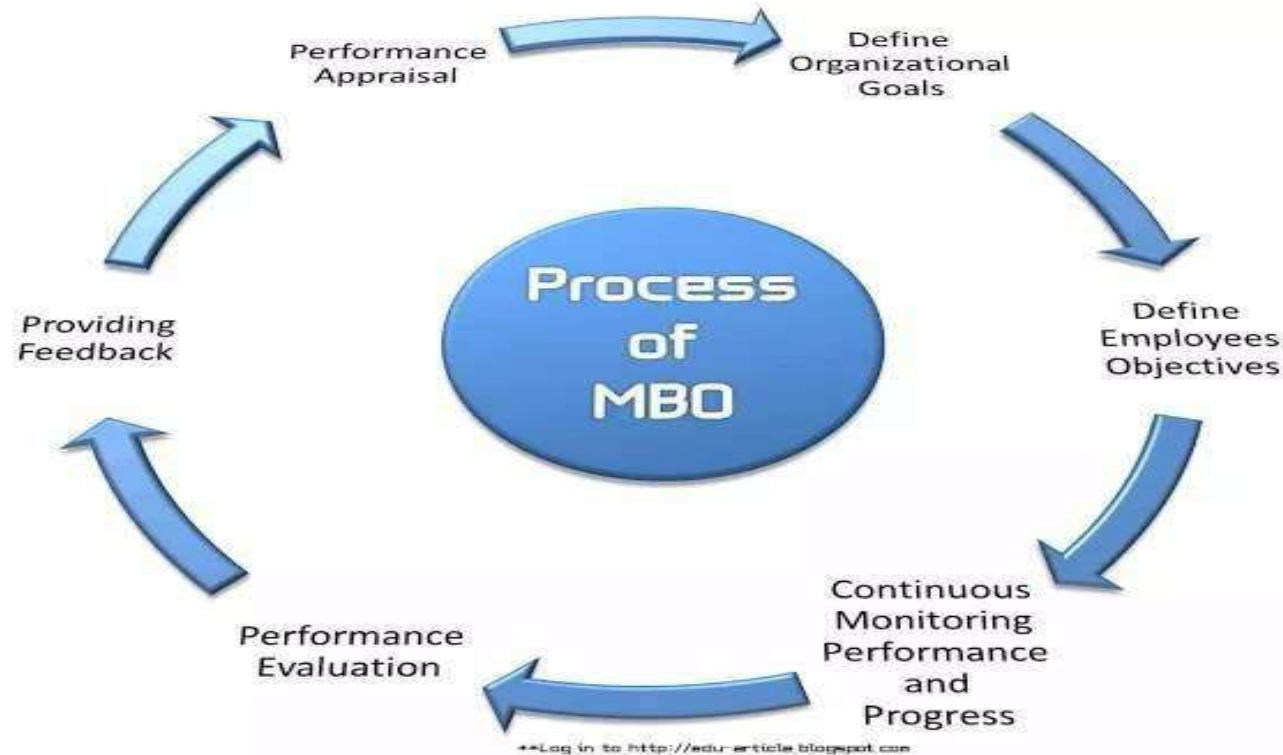 Process
of
MBO
Define
Organizational
Goals
Define
Employees
Objectives
Continuous
Monitoring
Performance
and
Progress
Performance
Evaluation
Providing
Feedback
Performance
Appraisal
**Log in to http://edu-article.blogspot.com